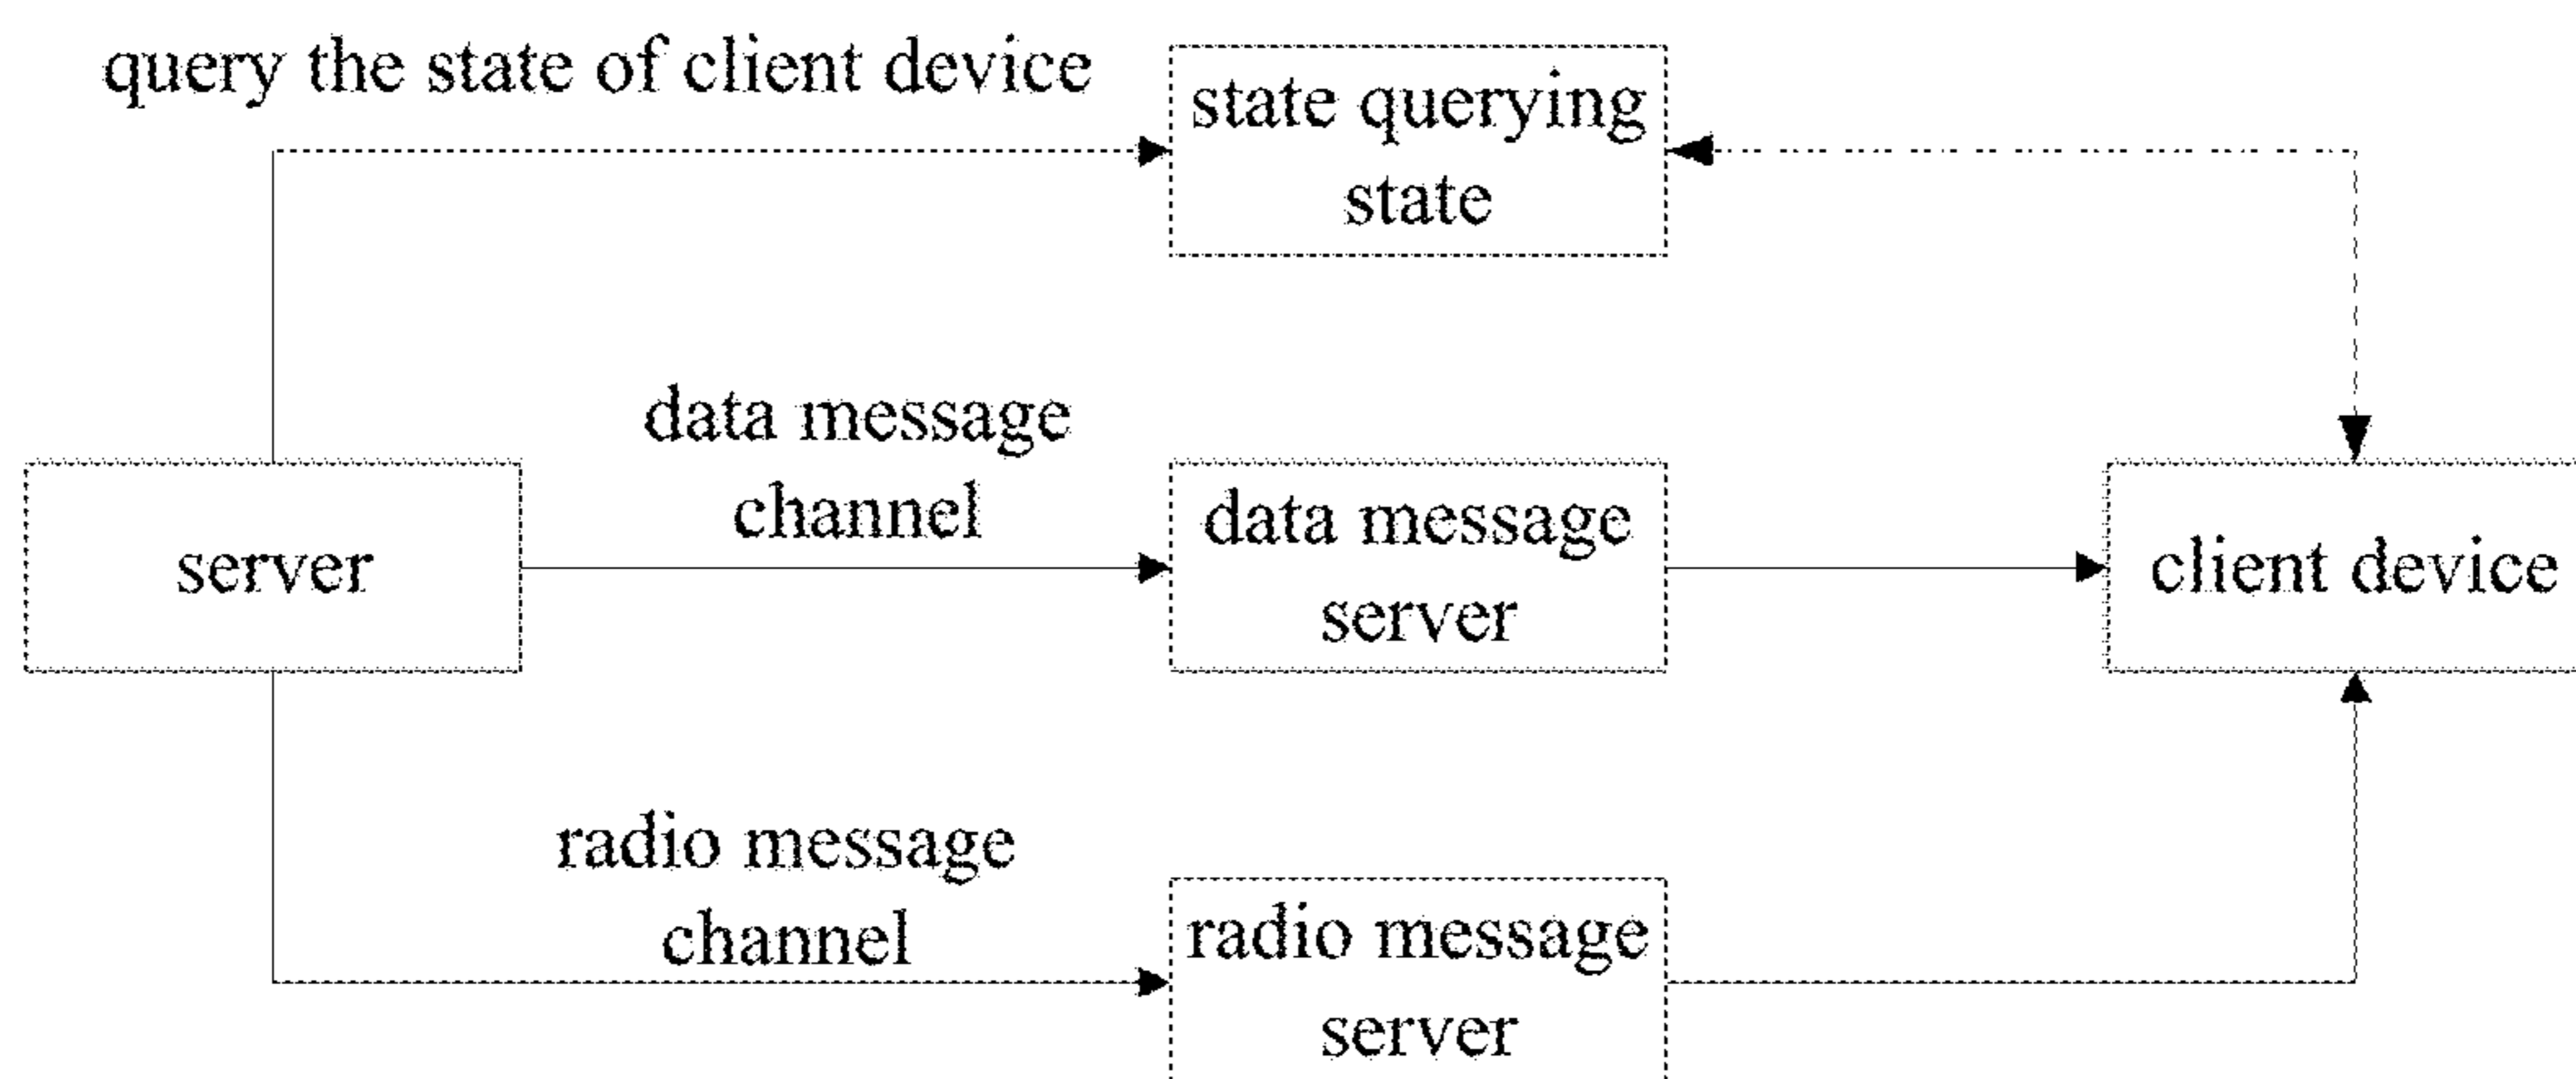 query the state of client device
state querying
state
data message
channel
server
data message
server
client device
radio message
channel
radio message
server